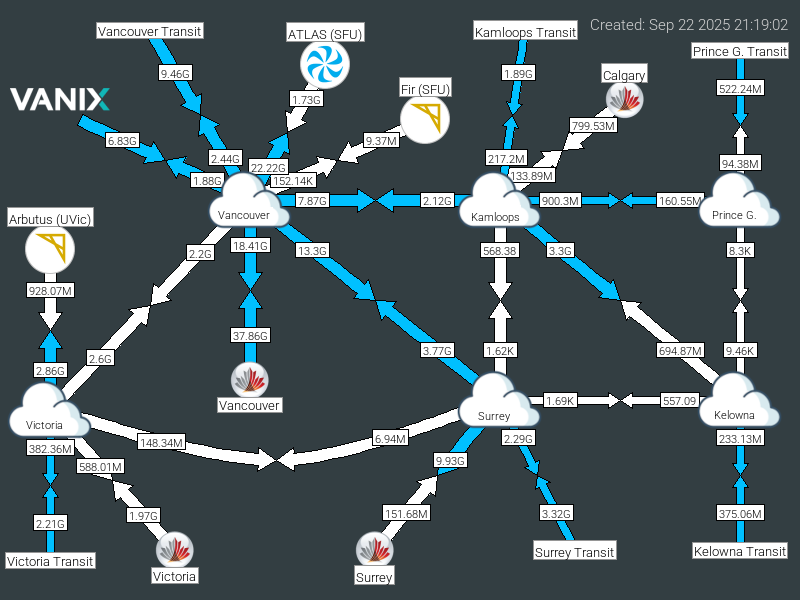 Created: Sep 22 2025 21:19:02
Vancouver Transit
ATLAS (SFU)
Kamloops Transit
Prince G. Transit
9.46G
1.89G
Calgary
522.24M
Fir (SFU)
VANIX
1.73G
799.53M
6.83G
9.37M
2.44G
22.22G
217.2M
94.38M
1.88G
152.14K
133.89M
7.87G
2.12G
900.3M
160.55M
Vancouver
Kamloops
Prince G.
Arbutus (UVic)
2.2G
18.41G
13.3G
568.38
3.3G
8.3K
928.07M
37.86G
2.6G
3.77G
1.62K
694.87M
9.46K
2.86G
Vancouver
1.69K
557.09
Victoria
Surrey
Kelowna
382.36M
148.34M
6.94M
2.29G
233.13M
588.01M
9.93G
2.21G
1.97G
151.68M
3.32G
375.06M
Victoria Transit
Victoria
Surrey
Surrey Transit
Kelowna Transit